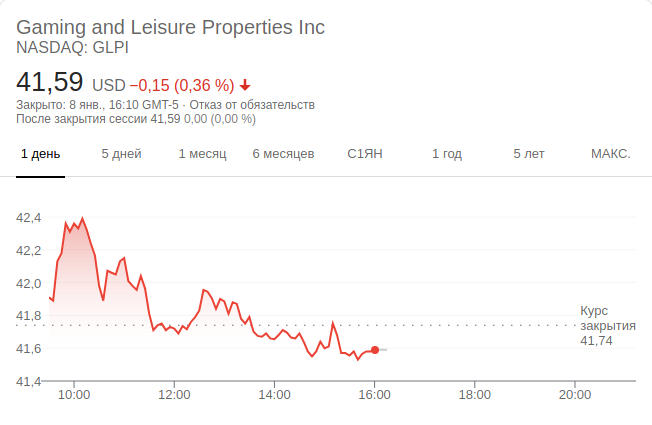 Gaming and Leisure Properties Inc
NASDAQ: GLPI
41,59 USD −0,15 (0,36 %)
Закрыто: 8 янв., 16:10 GMT-5 · Отказ от обязательств
После закрытия сессии 41,59 0,00 (0,00 %)
1 день 5 дней 1 месяц 6 месяцев С1ЯН 1 год 5 лет МАКС.
42,4
42,2
42,0
41,8
41,6
41,4
Курс
закрытия
41,74
10:00 12:00 14:00 16:00 18:00 20:00